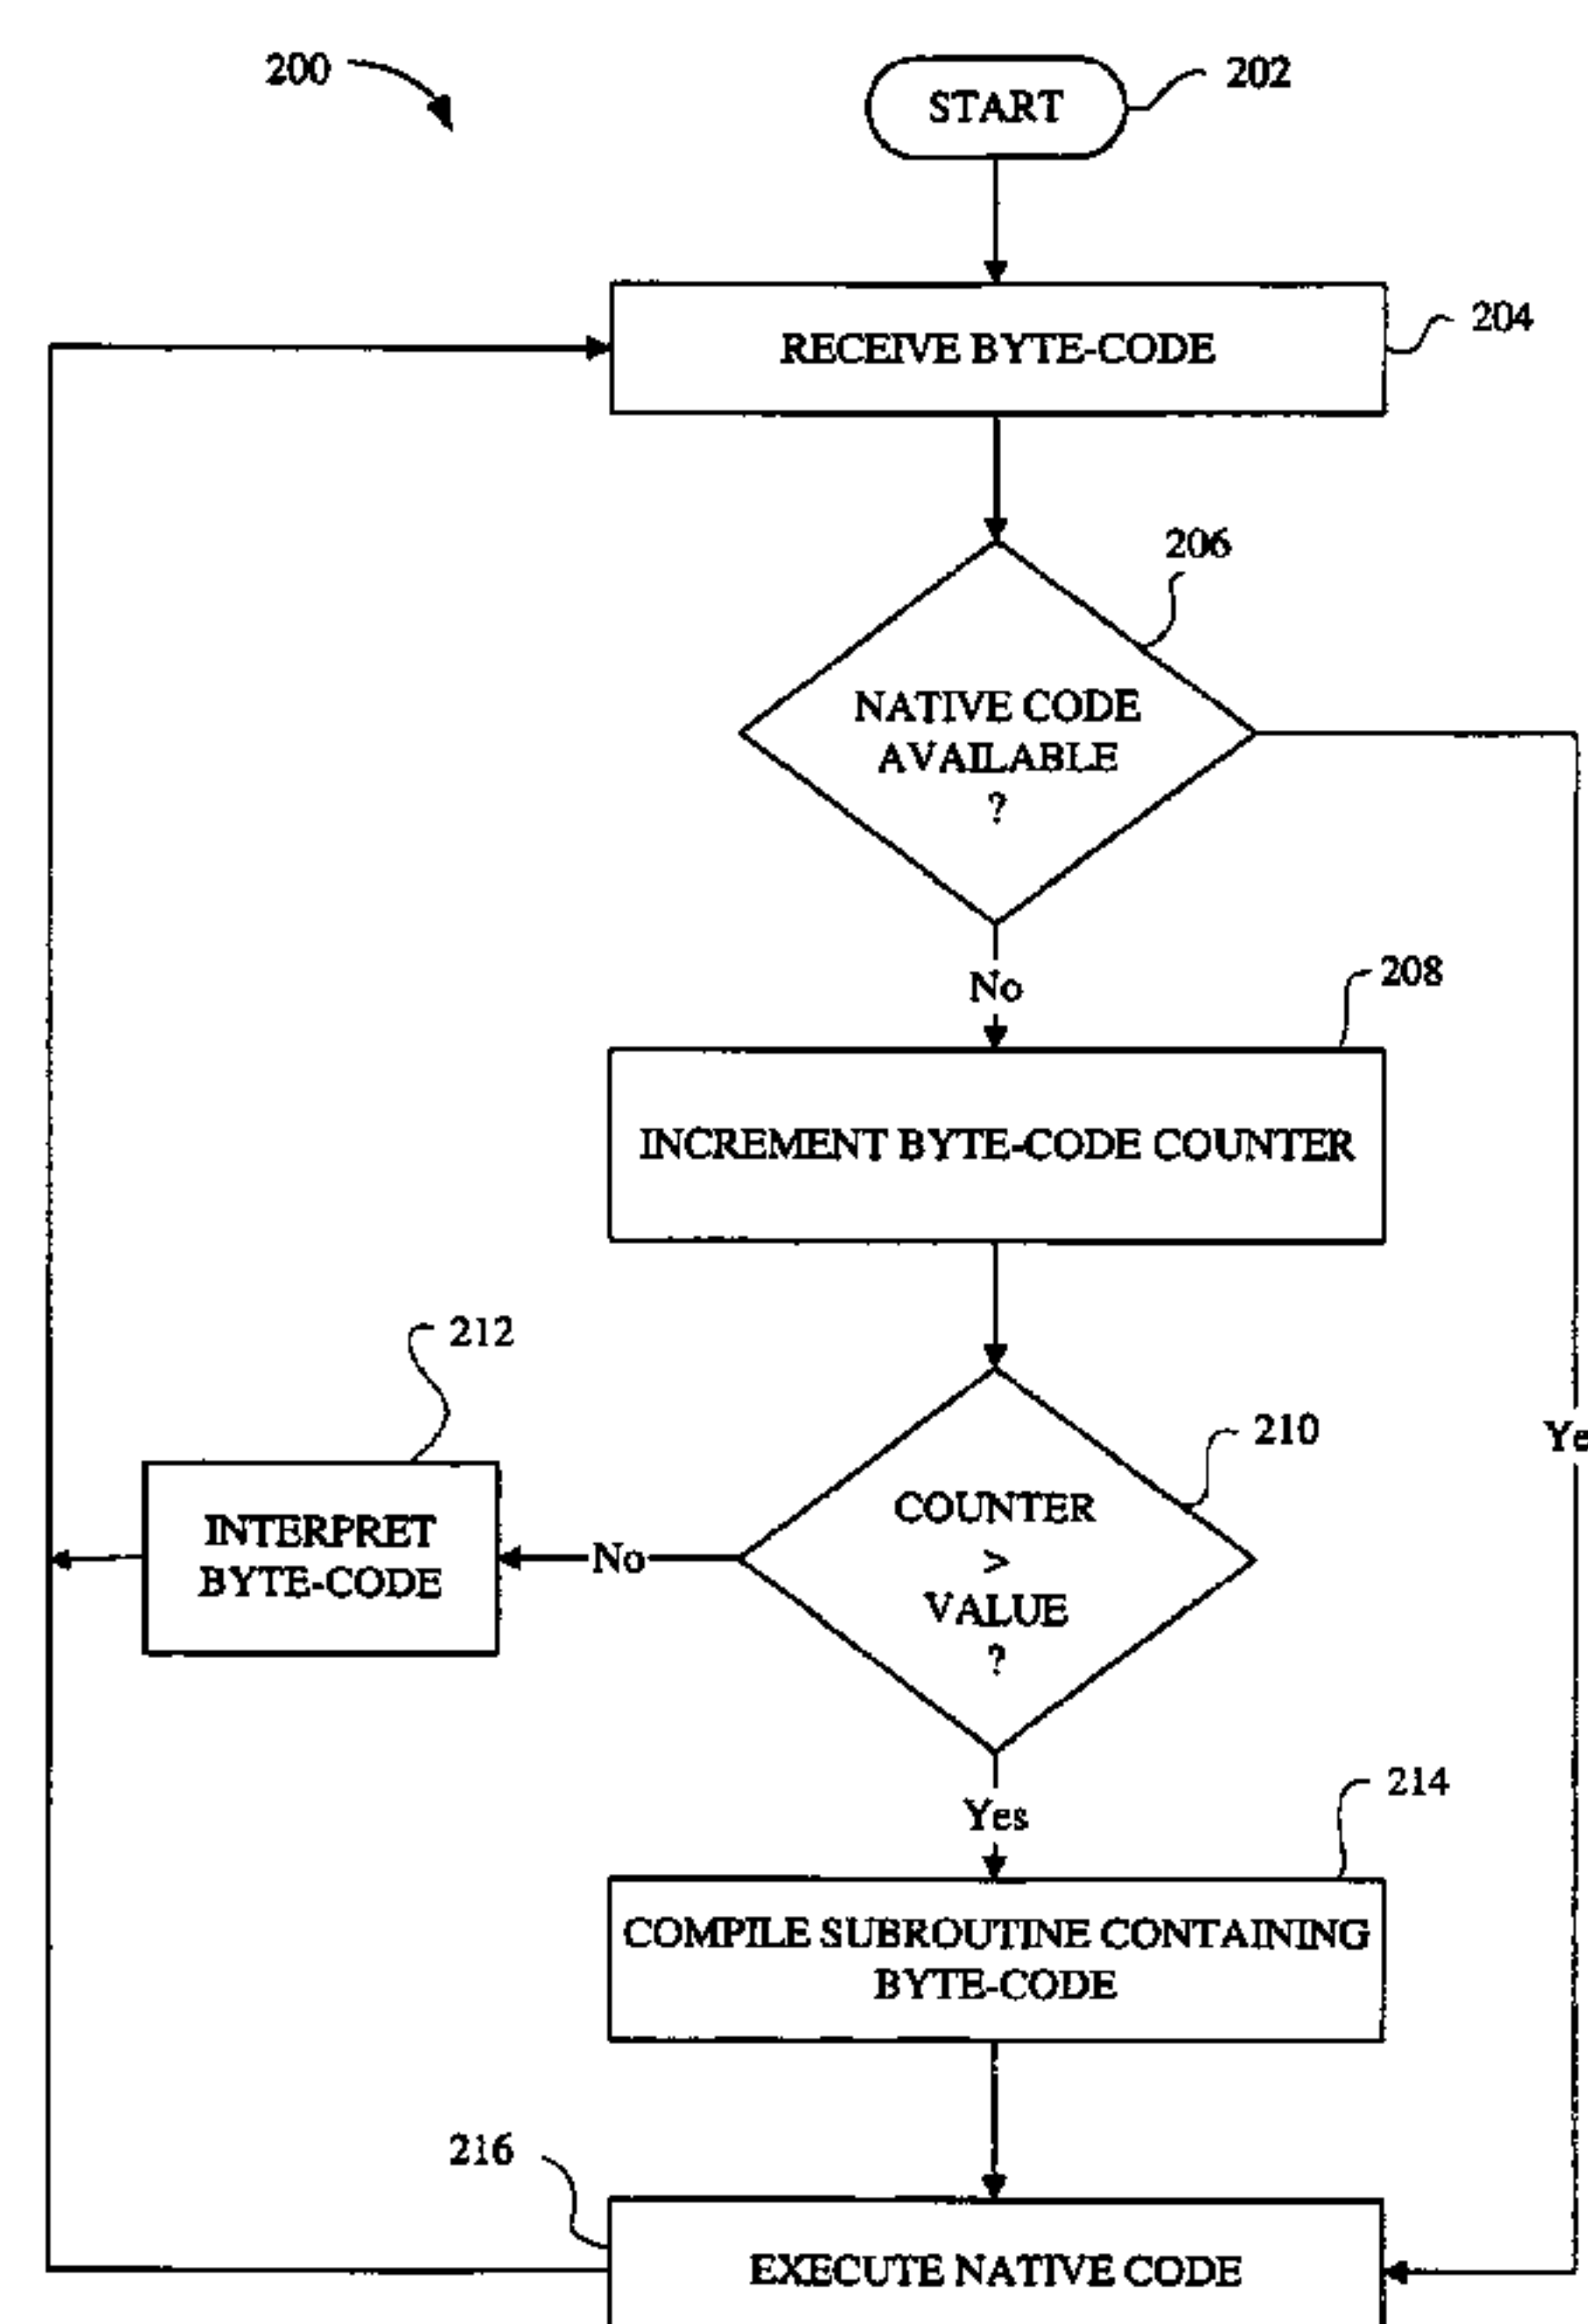 200
START
202
RECEIVE BYTE-CODE
204
206
NATIVE CODE
AVAILABLE
?
No
208
INCREMENT BYTE-CODE COUNTER
212
210
Ye
COUNTER
>
VALUE
?
INTERPRET
BYTE-CODE
No
Yes
214
COMPILE SUBROUTINE CONTAINING
BYTE-CODE
216
EXECUTE NATIVE CODE